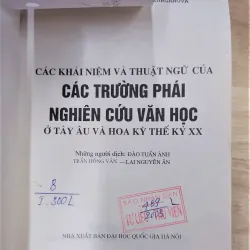 CÁC KHÁI NIỆM VÀ THUẬT NGỮ CỦA
CÁC TRƯỜNG PHÁI
NGHIÊN CỨU VĂN HỌC
Ở TÂY ÂU VÀ HOA KỲ THẾ KỶ XX
Những người dịch: ĐÀO TUẤN ẢNH
TRẦN HỒNG VÂN — LẠI NGUYÊN ÂN
8
NHÀ XUẤT BẢN ĐẠI HỌC QUỐC GIA HÀ NỘI